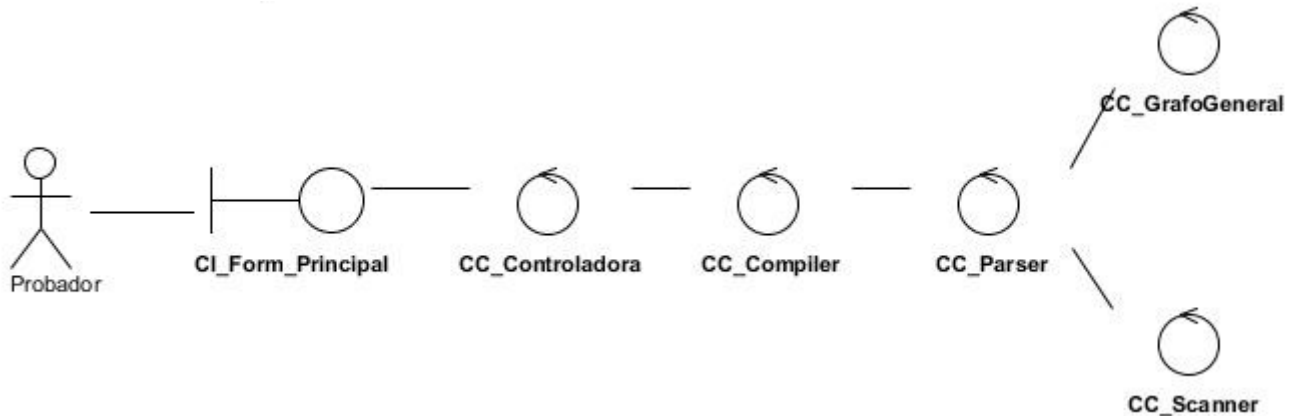 CC_GrafoGeneral
Probador
CI_Form_Principal
CC_Controladora
CC_Compiler
CC_Parser
CC_Scanner